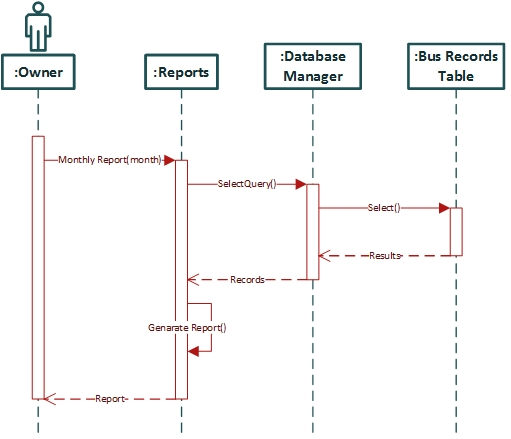 :Owner
:Reports
:Database
Manager
:Bus Records
Table
Monthly Report(month)
SelectQuery()
Select()
Results
Records
Genarate Report()
Report